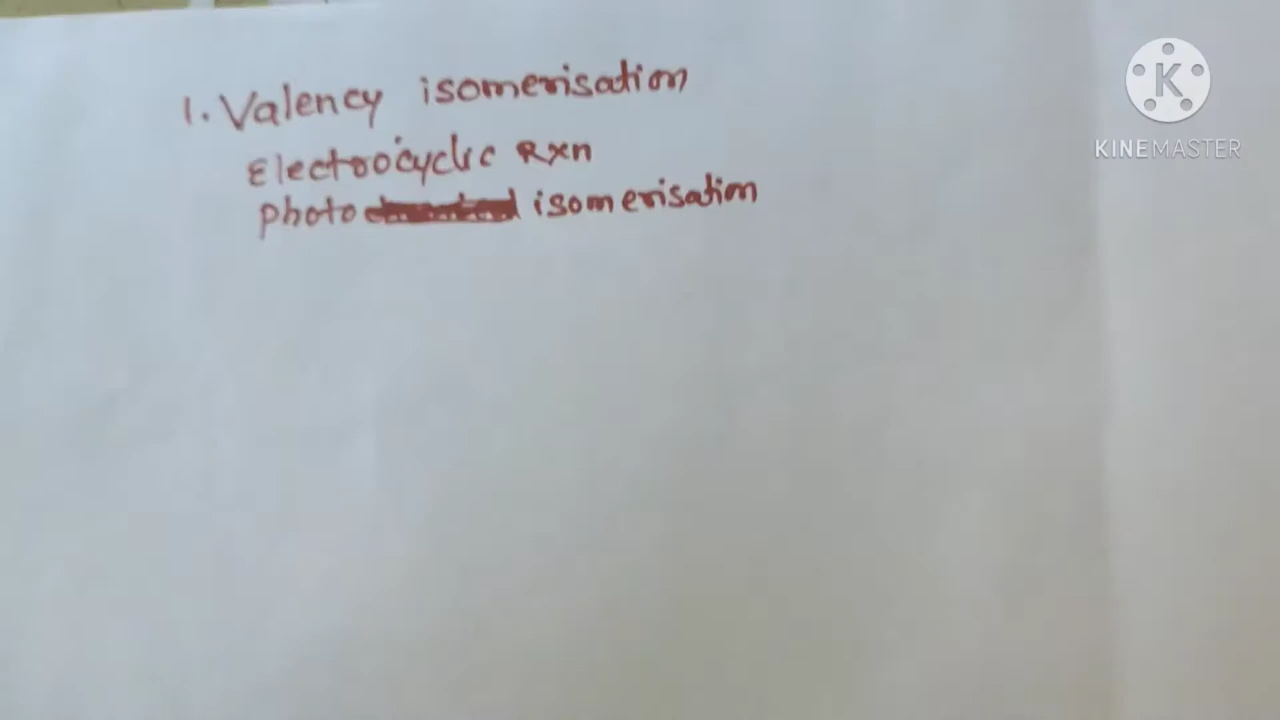 1. Valency isomerisation
Electrocyclic Rxn
photo isomerisation
K
KINEMASTER